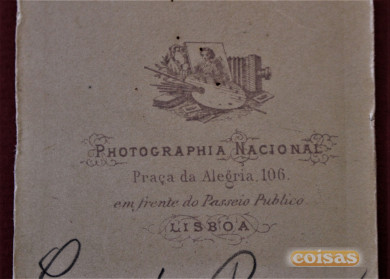 PHOTOGRAPHIA NACIONAL
Praça da Alegria, 106.
em frente do Passeio Publico
LISBOA
coisas